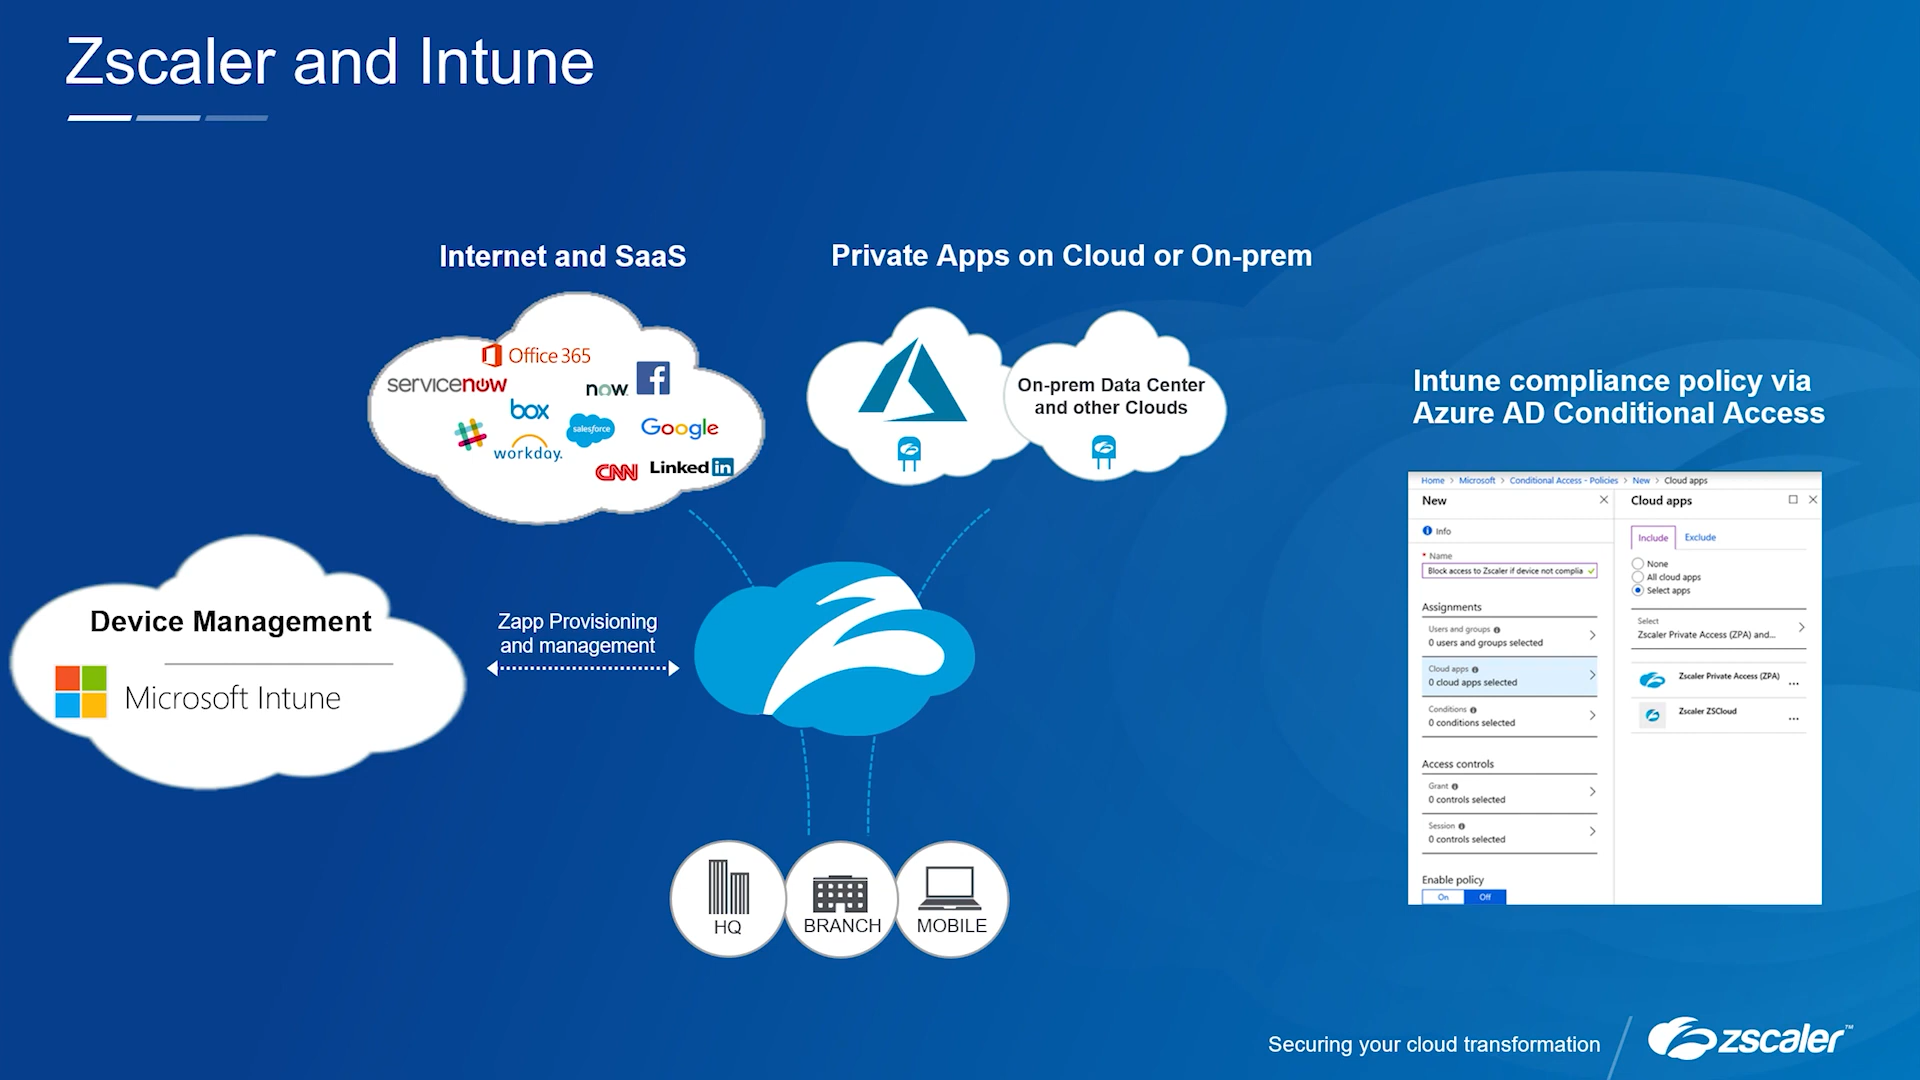 Zscaler and Intune
Internet and SaaS
Private Apps on Cloud or On-prem
Office 365
servicenow
now
box
salesforce
Google
workday.
CNN
Linked in
On-prem Data Center
and other Clouds
Intune compliance policy via
Azure AD Conditional Access
Device Management
Microsoft Intune
Zapp Provisioning
and management
HQ
BRANCH
MOBILE
Home > Microsoft > Conditional Access - Policies > New > Cloud apps
New
Info
* Name
Block access to Zscaler if device not complia
Assignments
Users and groups
0 users and groups selected
Cloud apps
0 cloud apps selected
Conditions
0 conditions selected
Access controls
Grant
0 controls selected
Session
0 controls selected
Enable policy
On Off
Cloud apps
Include Exclude
None
All cloud apps
Select apps
Select
Zscaler Private Access (ZPA) and...
Zscaler Private Access (ZPA)
...
Zscaler ZSCloud
...
Securing your cloud transformation
zscaler™